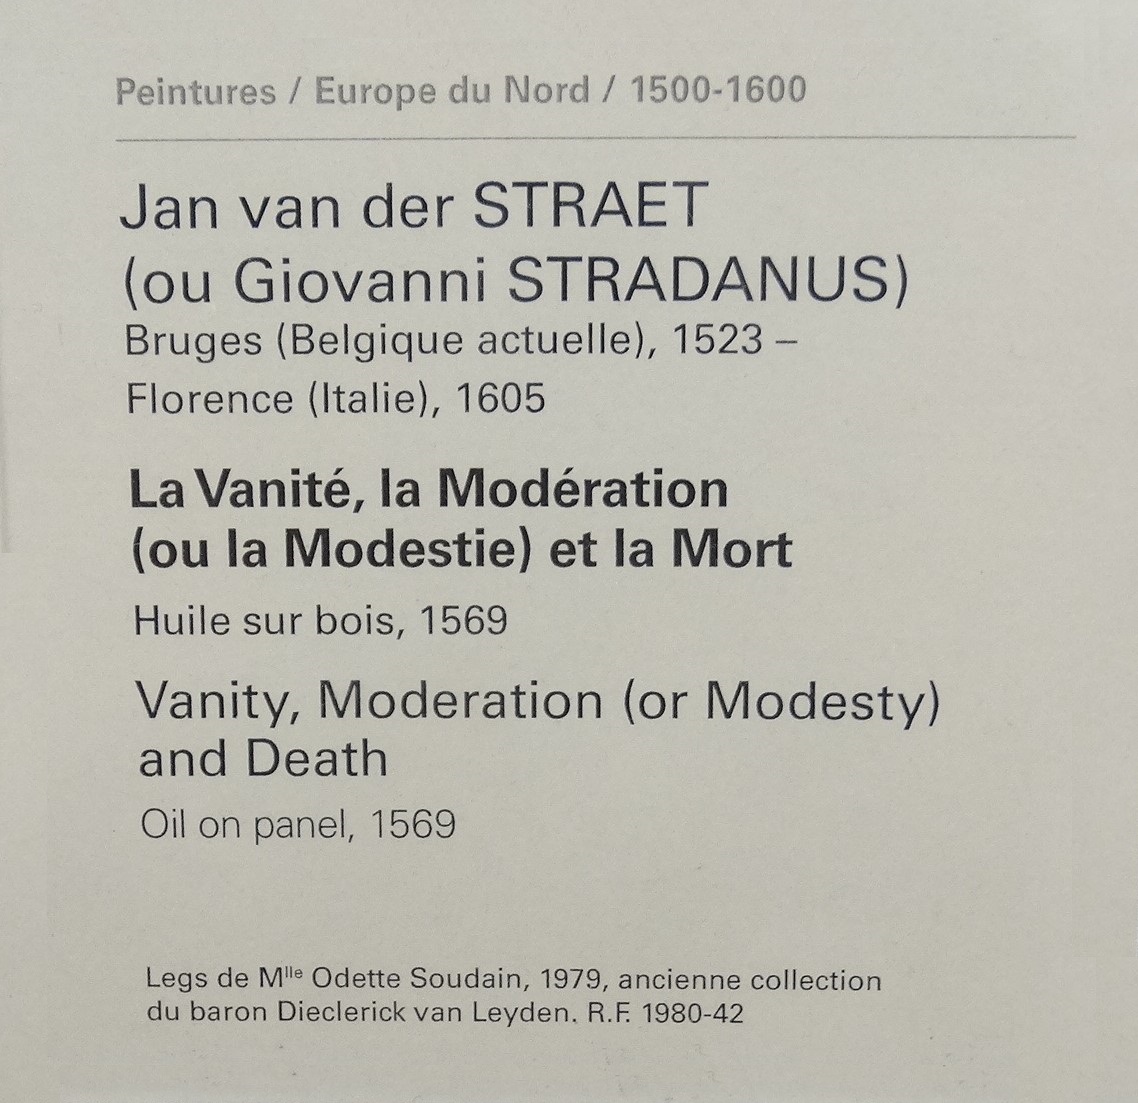 Peintures / Europe du Nord / 1500-1600
Jan van der STRAET
(ou Giovanni STRADANUS)
Bruges (Belgique actuelle), 1523 –
Florence (Italie), 1605
La Vanité, la Modération
(ou la Modestie) et la Mort
Huile sur bois, 1569
Vanity, Moderation (or Modesty)
and Death
Oil on panel, 1569
Legs de Mlle Odette Soudain, 1979, ancienne collection
du baron Dieclerick van Leyden. R.F. 1980-42